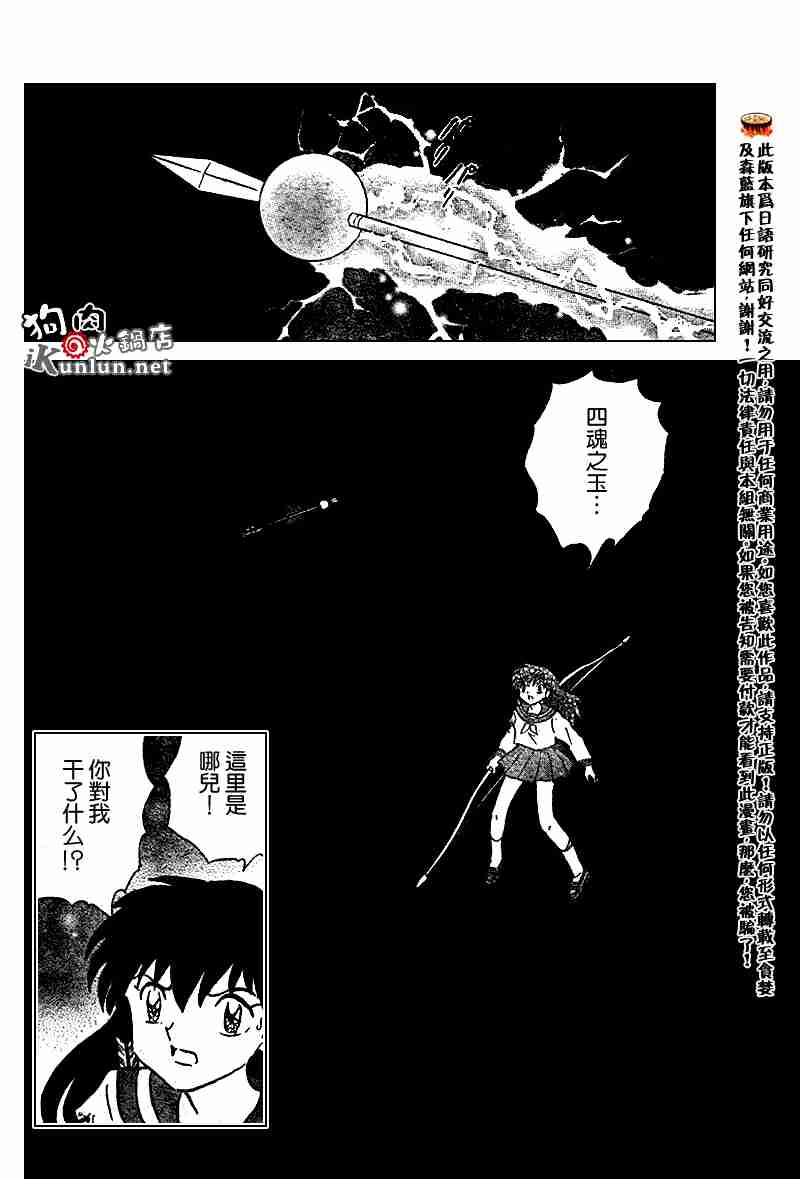 四魂之玉…
這里是
哪兒！
你對我
干了什么!?
狗肉火鍋店
iKunlun.net
此版本爲日語研究同好交流之用，請勿用于任何商業用途，如您喜歡此作品，請支持正版！請勿以任何形式轉載至貪婪
及森藍旗下任何網站，謝謝！一切法律責任與本組無關，如果您被告知需要付款才能看到此漫畫，那麼，您被騙了！